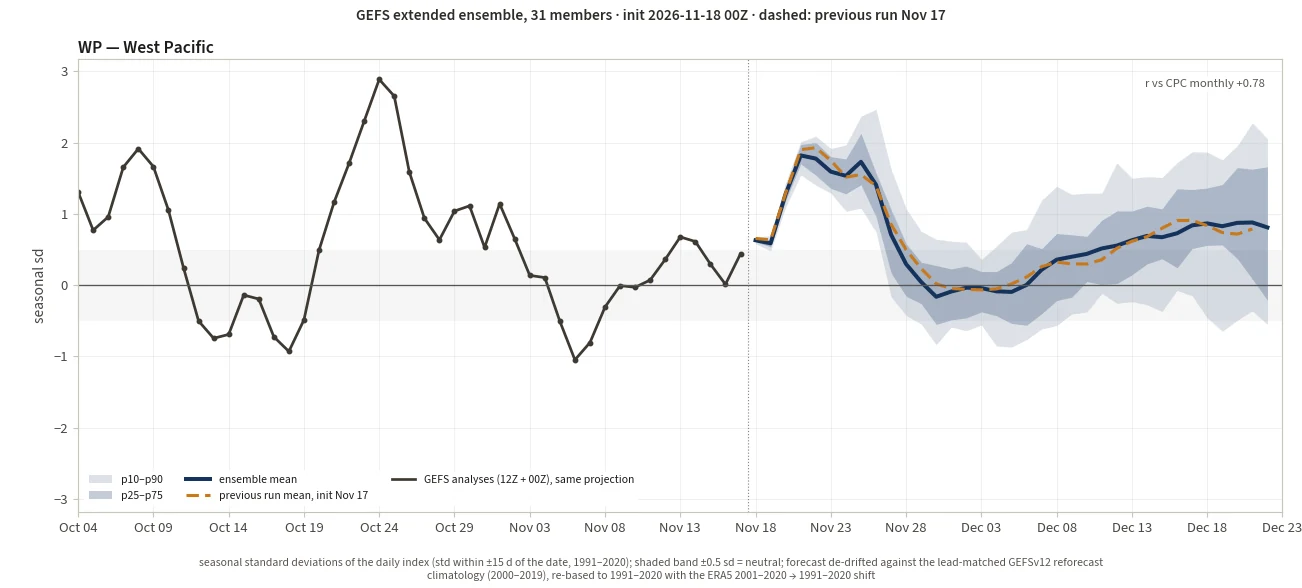 GEFS extended ensemble, 31 members · init 2026-11-18 00Z · dashed: previous run Nov 17
WP — West Pacific
r vs CPC monthly +0.78
seasonal sd
3
2
1
0
−1
−2
−3
p10–p90
p25–p75
ensemble mean
previous run mean, init Nov 17
GEFS analyses (12Z + 00Z), same projection
Oct 04
Oct 09
Oct 14
Oct 19
Oct 24
Oct 29
Nov 03
Nov 08
Nov 13
Nov 18
Nov 23
Nov 28
Dec 03
Dec 08
Dec 13
Dec 18
Dec 23
seasonal standard deviations of the daily index (std within ±15 d of the date, 1991–2020); shaded band ±0.5 sd = neutral; forecast de-drifted against the lead-matched GEFSv12 reforecast
climatology (2000–2019), re-based to 1991–2020 with the ERA5 2001–2020 → 1991–2020 shift